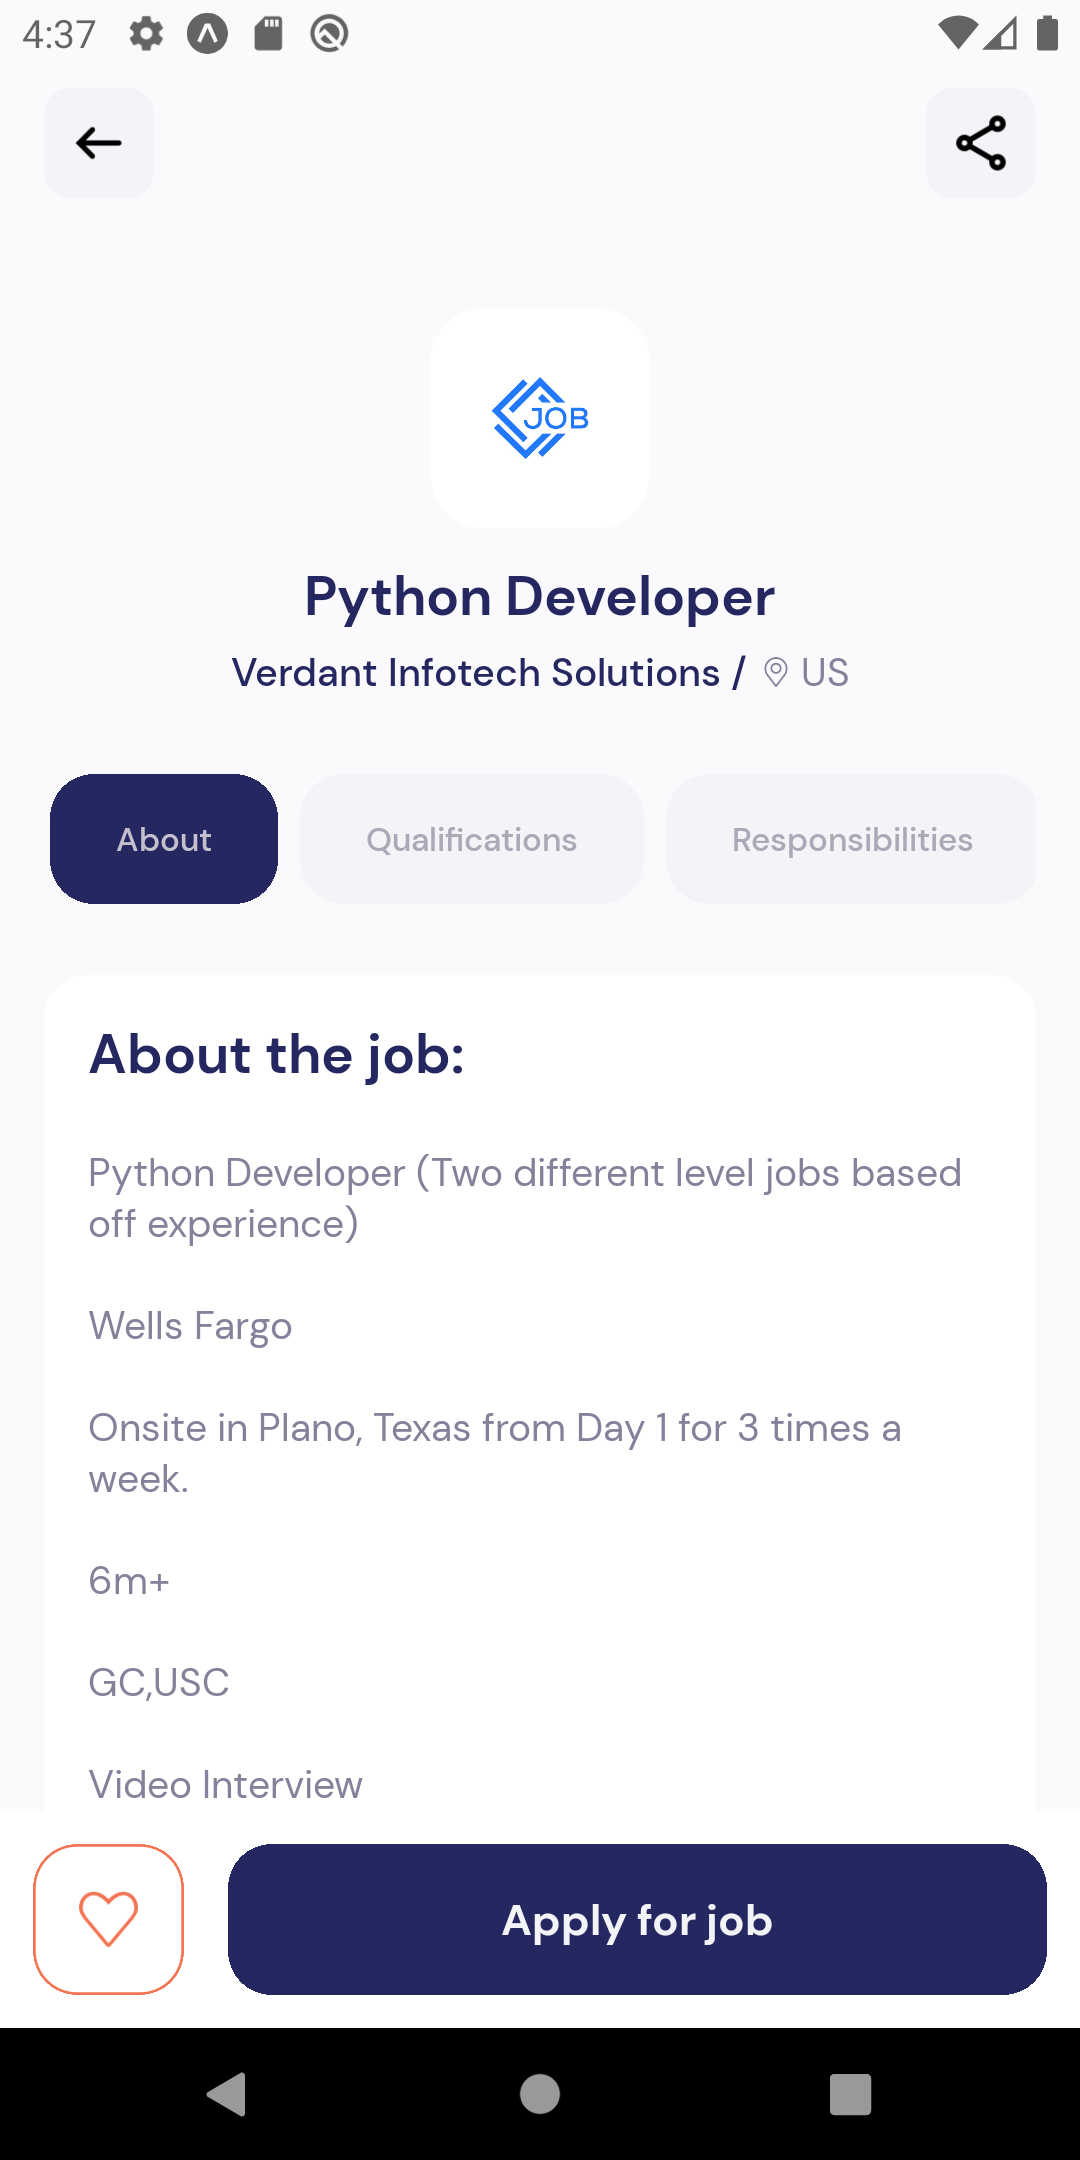 4:37
JOB
Python Developer
Verdant Infotech Solutions / US
About
Qualifications
Responsibilities
About the job:
Python Developer (Two different level jobs based
off experience)
Wells Fargo
Onsite in Plano, Texas from Day 1 for 3 times a
week.
6m+
GC,USC
Video Interview
Apply for job